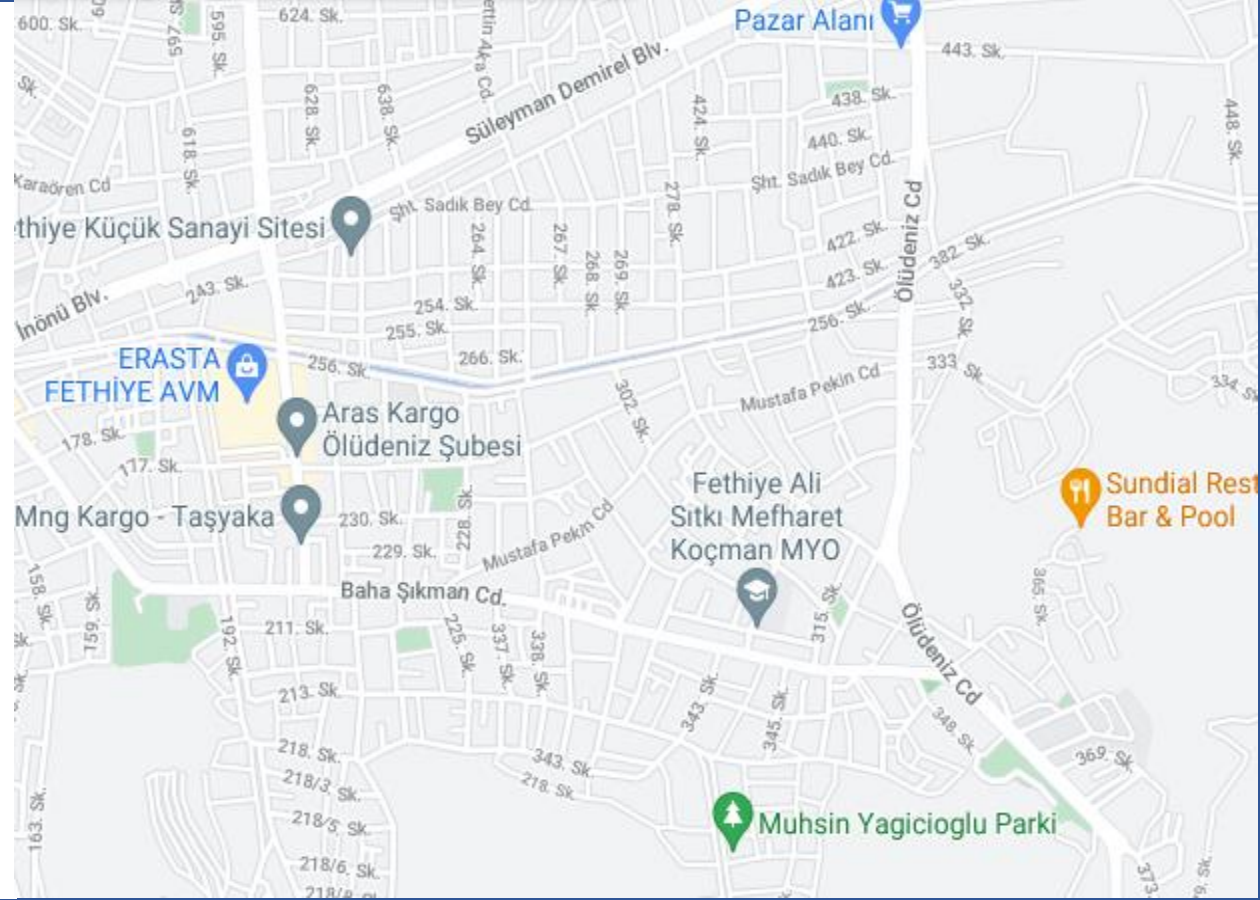 600. Sk.
597. Sk.
595. Sk.
624. Sk.
Pazar Alanı
443. Sk.
Sk.
628. Sk.
638. Sk.
Süleyman Demirel Blv.
424. Sk.
438. Sk.
448. Sk.
618. Sk.
440. Sk.
Karaören Cd
Şht. Sadık Bey Cd.
Şht. Sadık Bey Cd.
278. Sk.
Ölüdeniz Cd
thiye Küçük Sanayi Sitesi
264. Sk.
267. Sk.
268. Sk.
269. Sk.
422. Sk.
423. Sk.
382. Sk.
243. Sk.
İnönü Blv.
254. Sk.
255. Sk.
256. Sk.
332. Sk.
ERASTA
FETHİYE AVM
256. Sk.
266. Sk.
333. Sk.
334. Sk
302. Sk.
Mustafa Pekin Cd
Aras Kargo
Ölüdeniz Şubesi
178. Sk.
177. Sk.
Fethiye Ali
Sıtkı Mefharet
Koçman MYO
Sundial Rest
Bar & Pool
Mng Kargo - Taşyaka
230. Sk.
228. Sk.
229. Sk.
Mustafa Pekin Cd
158. Sk.
159. Sk.
Baha Şıkman Cd.
315. Sk.
365. Sk.
Sk.
192. Sk.
211. Sk.
225. Sk.
337. Sk.
338. Sk.
Ölüdeniz Cd
213. Sk.
343. Sk.
345. Sk.
348. Sk.
218. Sk.
343. Sk.
369. Sk.
218/3. Sk.
218. Sk.
163. Sk.
218/5. Sk.
Muhsin Yagicioglu Parki
218/6. Sk.
373.